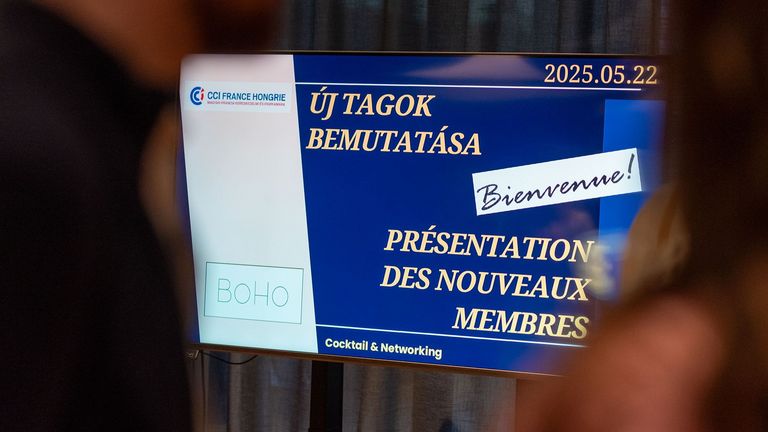 2025.05.22
CCI FRANCE HONGRIE
ÚJ TAGOK
BEMUTATÁSA
Bienvenue!
PRÉSENTATION
DES NOUVEAUX
MEMBRES
BOHO
Cocktail & Networking